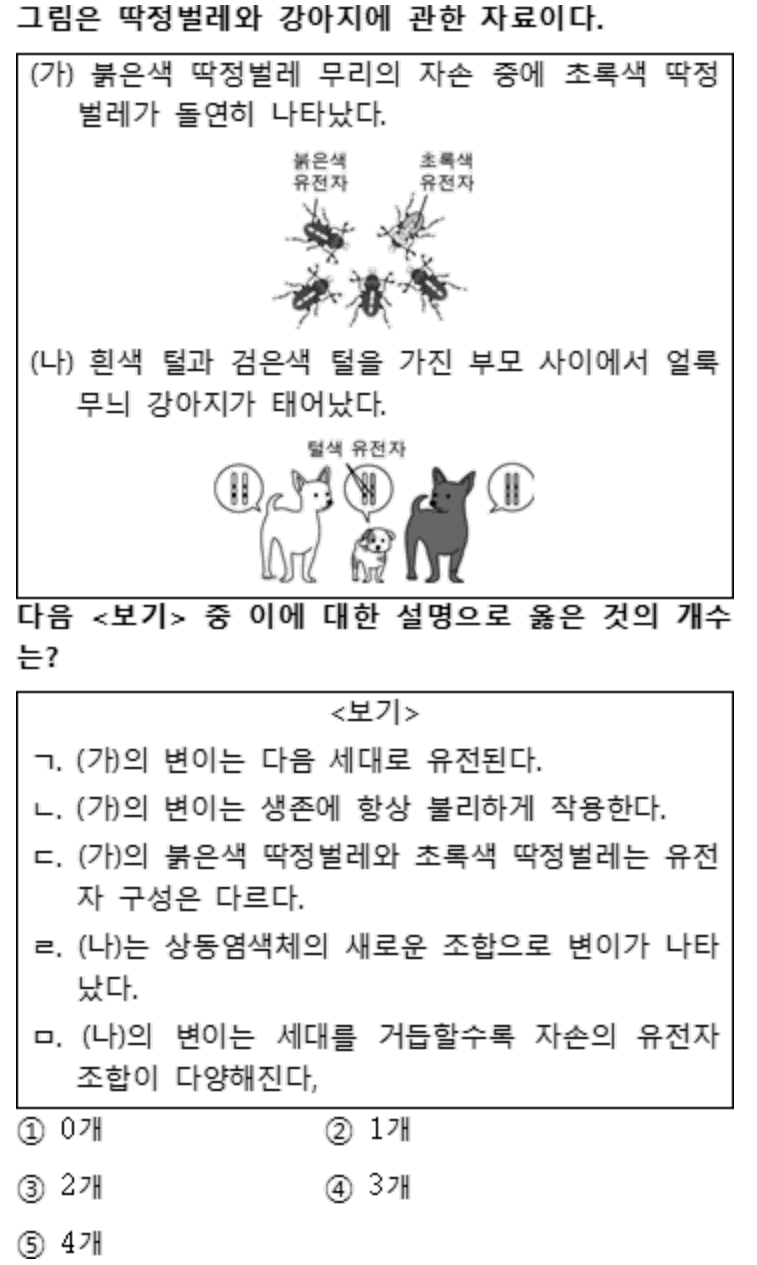 그림은 딱정벌레와 강아지에 관한 자료이다.
(가) 붉은색 딱정벌레 무리의 자손 중에 초록색 딱정
벌레가 돌연히 나타났다.
붉은색 초록색
유전자 유전자
(나) 흰색 털과 검은색 털을 가진 부모 사이에서 얼룩
무늬 강아지가 태어났다.
털색 유전자
다음 <보기> 중 이에 대한 설명으로 옳은 것의 개수
는?
<보기>
ㄱ. (가)의 변이는 다음 세대로 유전된다.
ㄴ. (가)의 변이는 생존에 항상 불리하게 작용한다.
ㄷ. (가)의 붉은색 딱정벌레와 초록색 딱정벌레는 유전
자 구성은 다르다.
ㄹ. (나)는 상동염색체의 새로운 조합으로 변이가 나타
났다.
ㅁ. (나)의 변이는 세대를 거듭할수록 자손의 유전자
조합이 다양해진다,
① 0개 ② 1개
③ 2개 ④ 3개
⑤ 4개